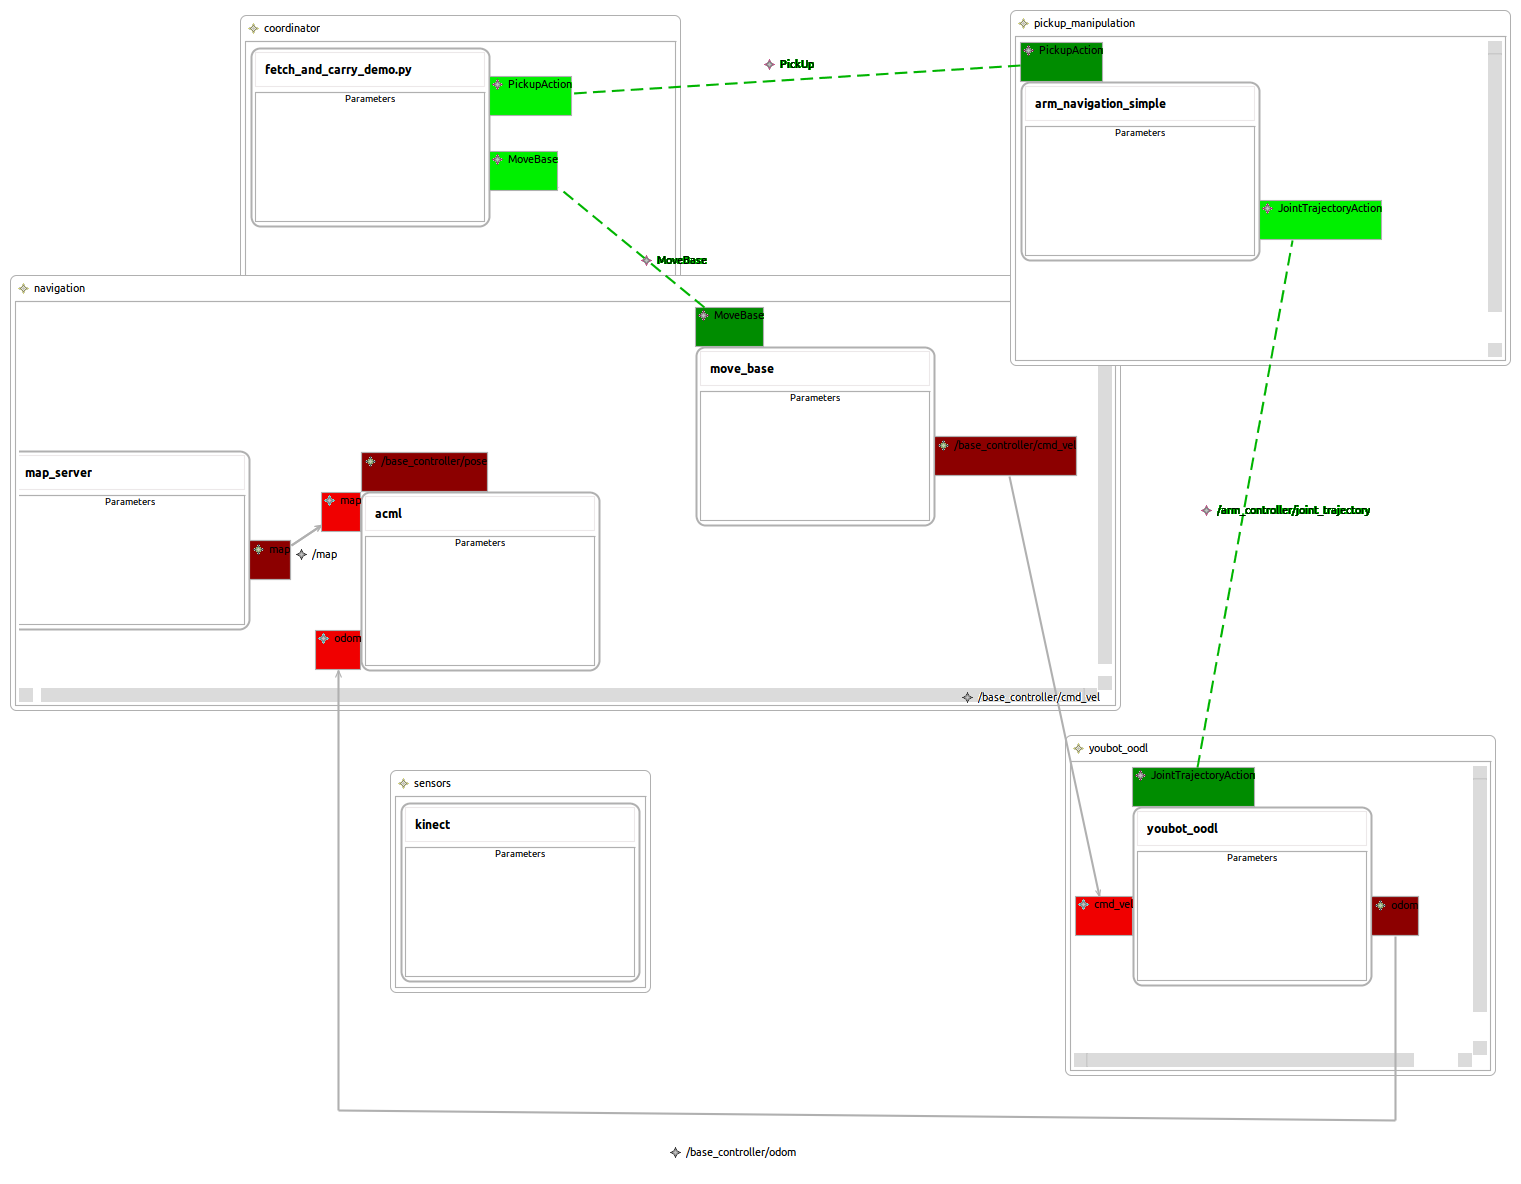 coordinator
fetch_and_carry_demo.py
Parameters
PickupAction
MoveBase
PickUp
pickup_manipulation
PickupAction
arm_navigation_simple
Parameters
JointTrajectoryAction
MoveBase
navigation
MoveBase
move_base
Parameters
/base_controller/cmd_vel
map_server
Parameters
map
/map
/base_controller/pose
map
acml
Parameters
odom
/arm_controller/joint_trajectory
/base_controller/cmd_vel
sensors
kinect
Parameters
youbot_oodl
JointTrajectoryAction
youbot_oodl
Parameters
cmd_vel
odom
/base_controller/odom